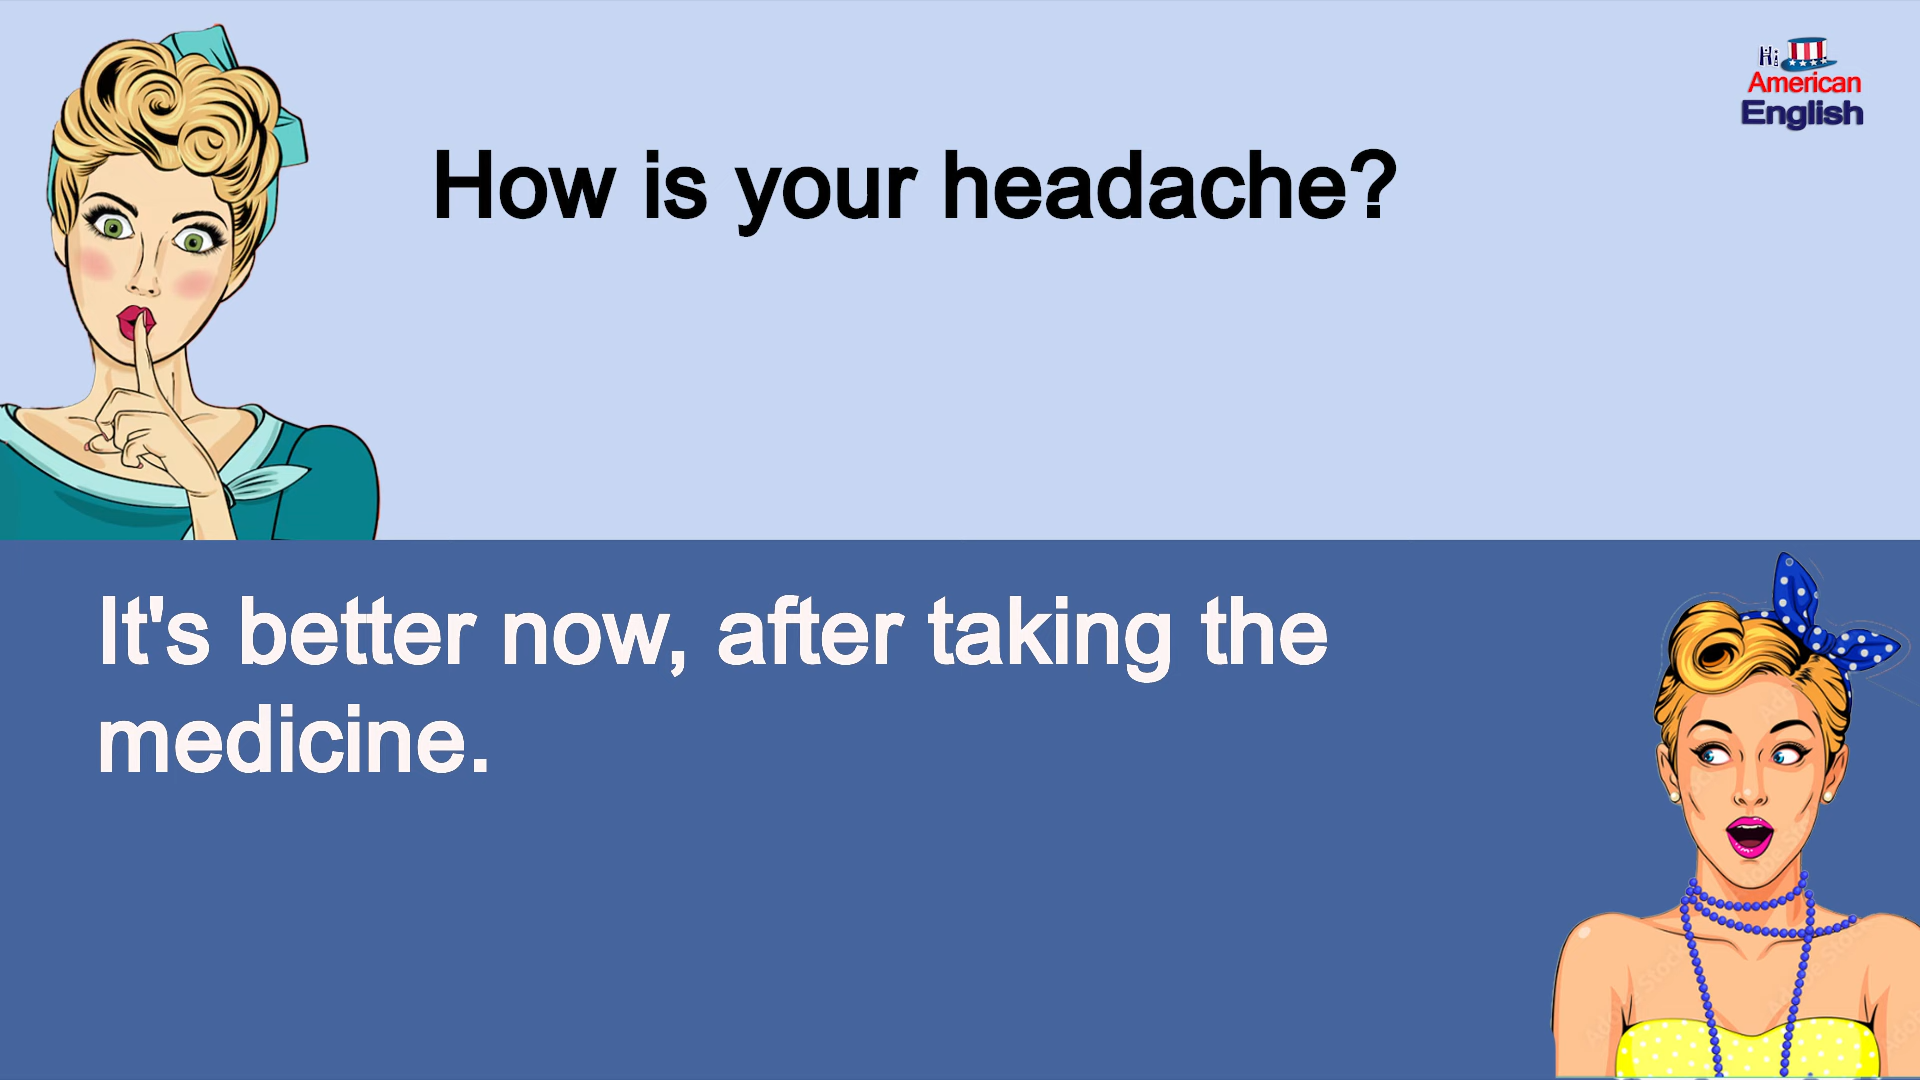 Hi
American
English
How is your headache?
It's better now, after taking the
medicine.